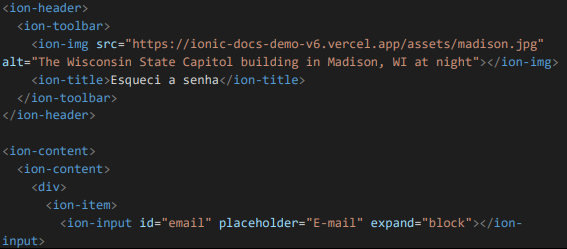 <ion-header>
  <ion-toolbar>
    <ion-img src="https://ionic-docs-demo-v6.vercel.app/assets/madison.jpg"
alt="The Wisconsin State Capitol building in Madison, WI at night"></ion-img>
    <ion-title>Esqueci a senha</ion-title>
  </ion-toolbar>
</ion-header>

<ion-content>
  <ion-content>
    <div>
      <ion-item>
        <ion-input id="email" placeholder="E-mail" expand="block"></ion-
input>